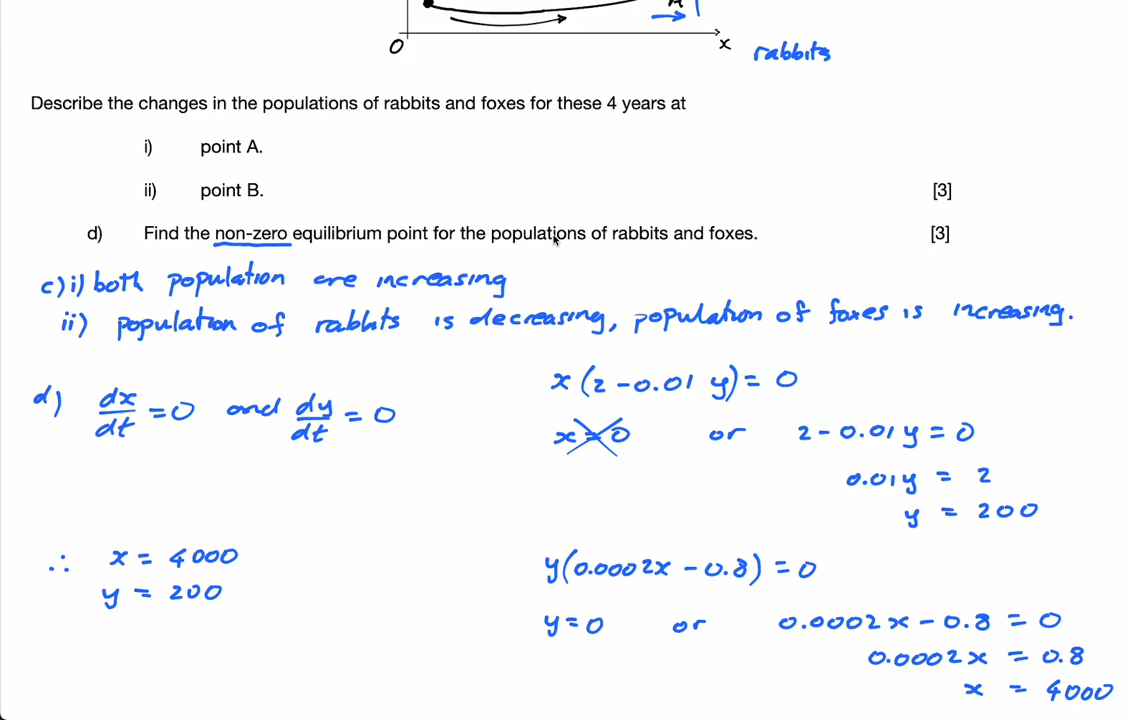 O
x
rabbits
Describe the changes in the populations of rabbits and foxes for these 4 years at
i) point A.
ii) point B. [3]
d) Find the non-zero equilibrium point for the populations of rabbits and foxes. [3]
c) i) both population are increasing
ii) population of rabbits is decreasing, population of foxes is increasing.
d) dx/dt = 0 and dy/dt = 0
x(2 - 0.01 y) = 0
x = 0 or 2 - 0.01y = 0
0.01y = 2
y = 200
∴ x = 4000
y = 200
y(0.0002x - 0.8) = 0
y = 0 or 0.0002x - 0.8 = 0
0.0002x = 0.8
x = 4000